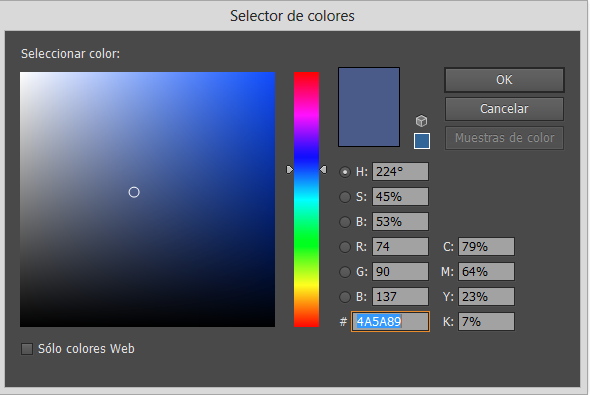 Selector de colores
Seleccionar color:
OK
Cancelar
Muestras de color
H: 224°
S: 45%
B: 53%
R: 74 C: 79%
G: 90 M: 64%
B: 137 Y: 23%
# 4A5A89 K: 7%
Sólo colores Web